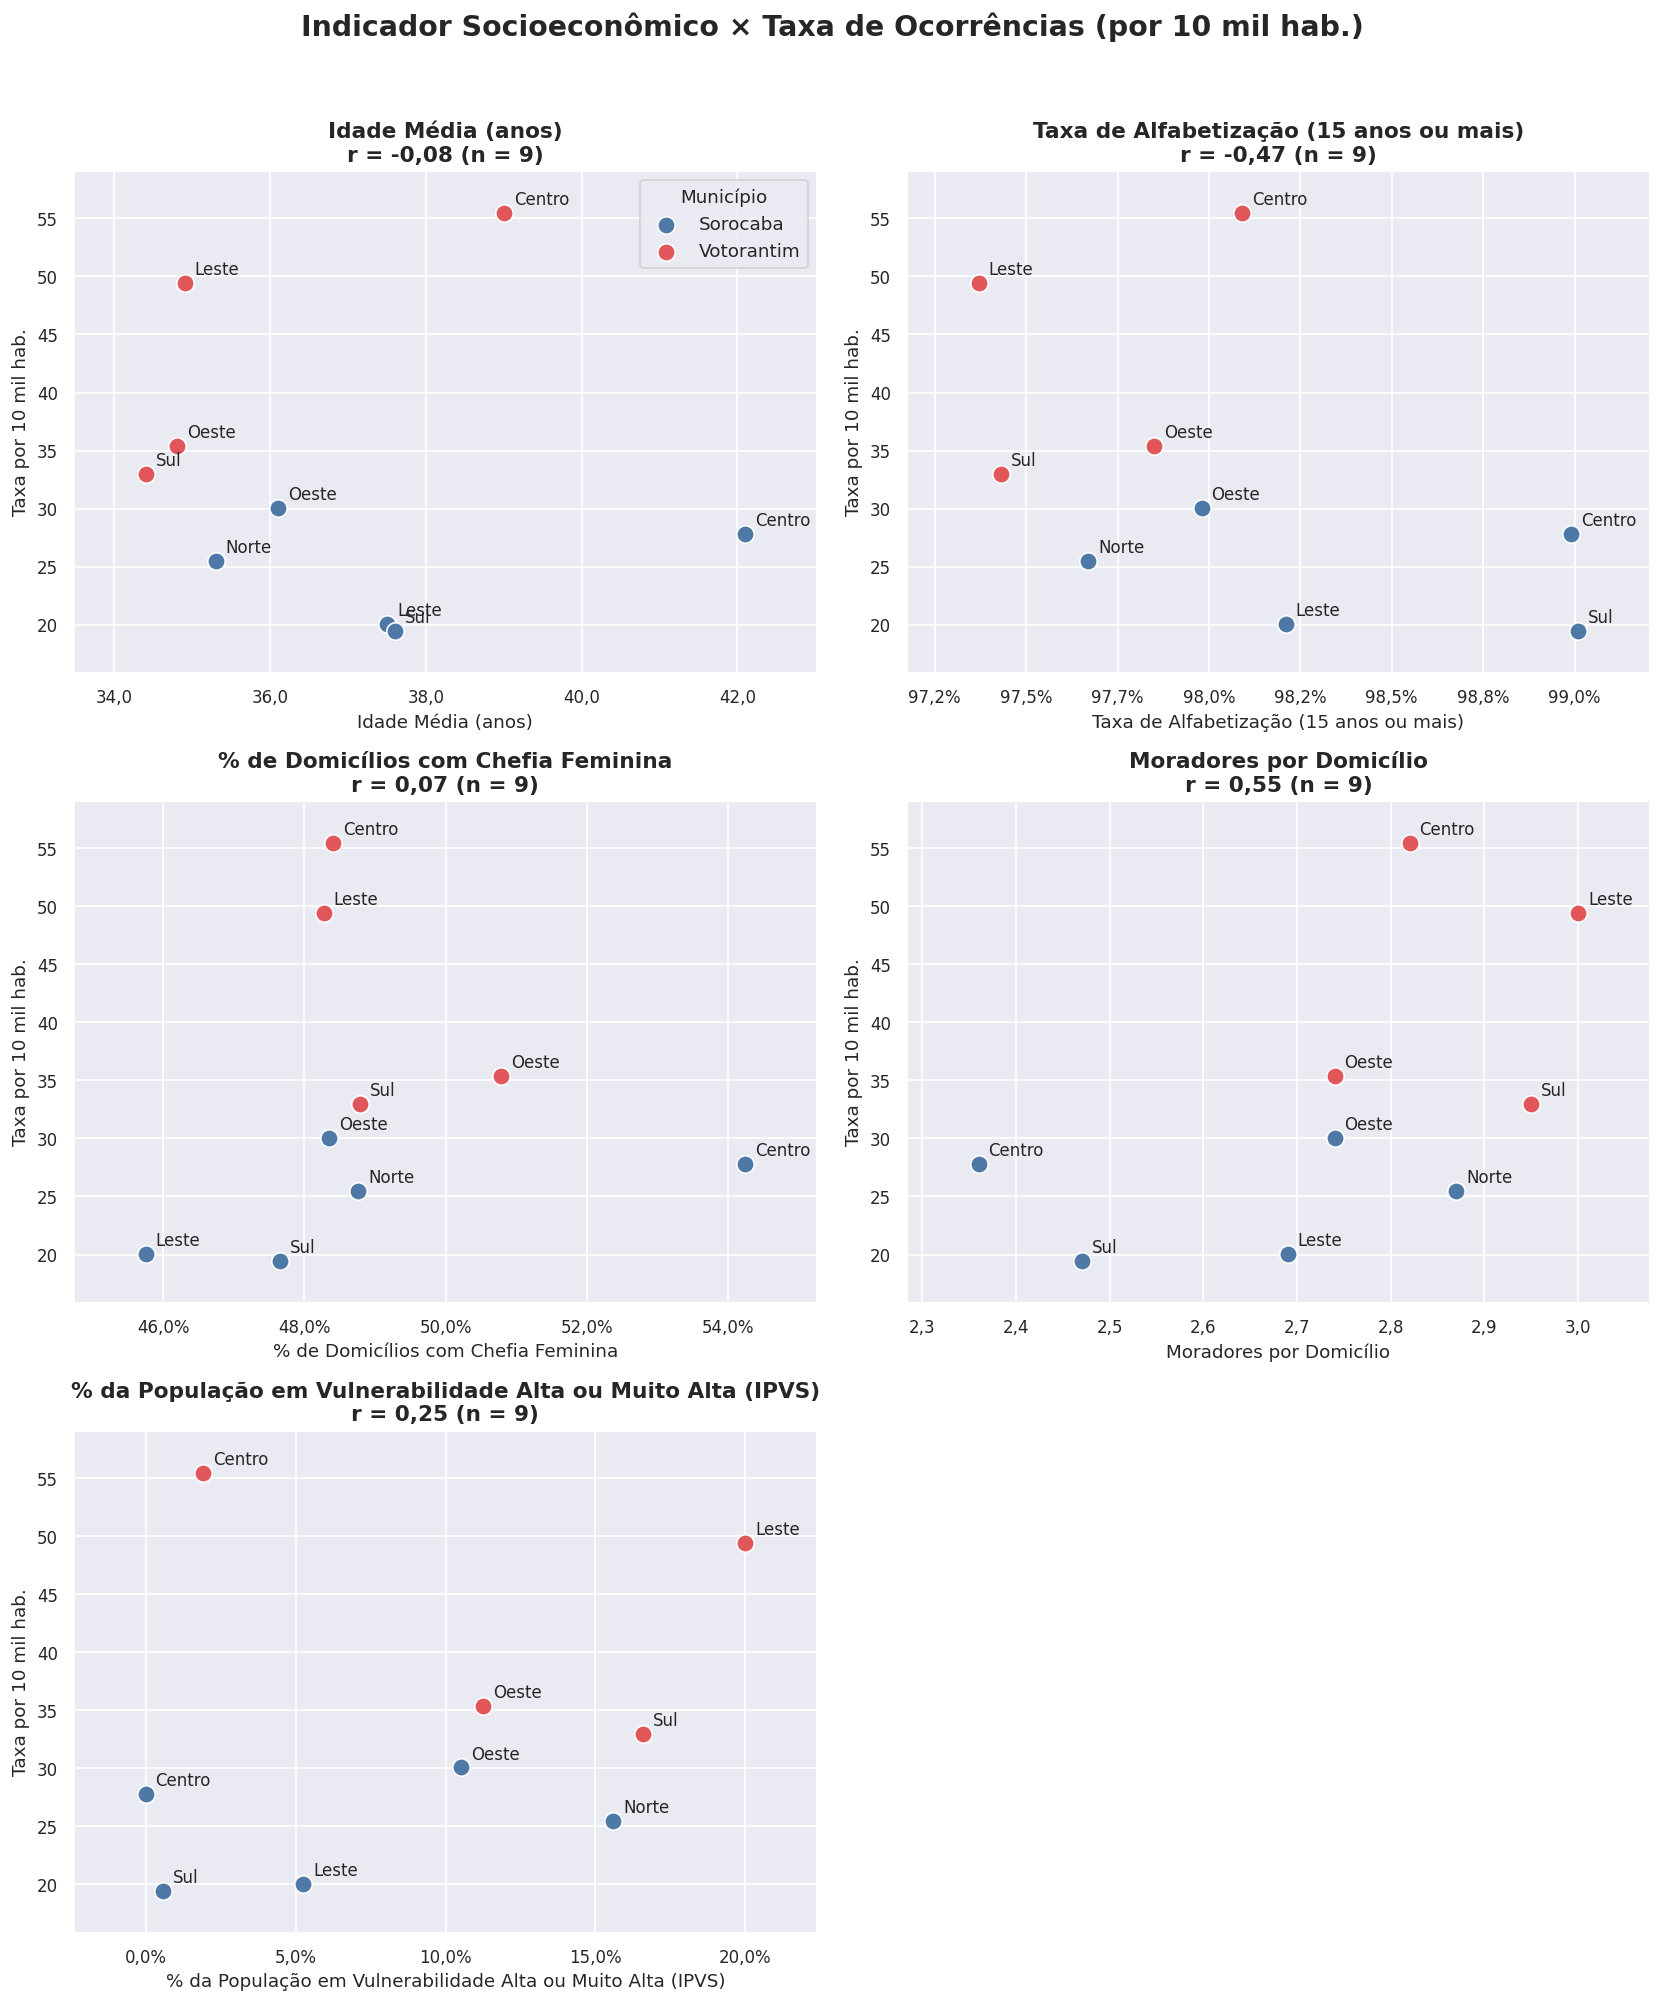 Indicador Socioeconômico × Taxa de Ocorrências (por 10 mil hab.)
Idade Média (anos)
r = -0,08 (n = 9)
Taxa por 10 mil hab.
55
50
45
40
35
30
25
20
Município
Sorocaba
Votorantim
Centro
Leste
Oeste
Sul
Oeste
Centro
Norte
Leste
Sul
34,0
36,0
38,0
40,0
42,0
Idade Média (anos)
Taxa de Alfabetização (15 anos ou mais)
r = -0,47 (n = 9)
Taxa por 10 mil hab.
55
50
45
40
35
30
25
20
Centro
Leste
Oeste
Sul
Oeste
Centro
Norte
Leste
Sul
97,2%
97,5%
97,7%
98,0%
98,2%
98,5%
98,8%
99,0%
Taxa de Alfabetização (15 anos ou mais)
% de Domicílios com Chefia Feminina
r = 0,07 (n = 9)
Taxa por 10 mil hab.
55
50
45
40
35
30
25
20
Centro
Leste
Oeste
Sul
Oeste
Centro
Norte
Leste
Sul
46,0%
48,0%
50,0%
52,0%
54,0%
% de Domicílios com Chefia Feminina
Moradores por Domicílio
r = 0,55 (n = 9)
Taxa por 10 mil hab.
55
50
45
40
35
30
25
20
Centro
Leste
Oeste
Sul
Oeste
Centro
Norte
Leste
Sul
2,3
2,4
2,5
2,6
2,7
2,8
2,9
3,0
Moradores por Domicílio
% da População em Vulnerabilidade Alta ou Muito Alta (IPVS)
r = 0,25 (n = 9)
Taxa por 10 mil hab.
55
50
45
40
35
30
25
20
Centro
Leste
Oeste
Sul
Oeste
Centro
Norte
Leste
Sul
0,0%
5,0%
10,0%
15,0%
20,0%
% da População em Vulnerabilidade Alta ou Muito Alta (IPVS)